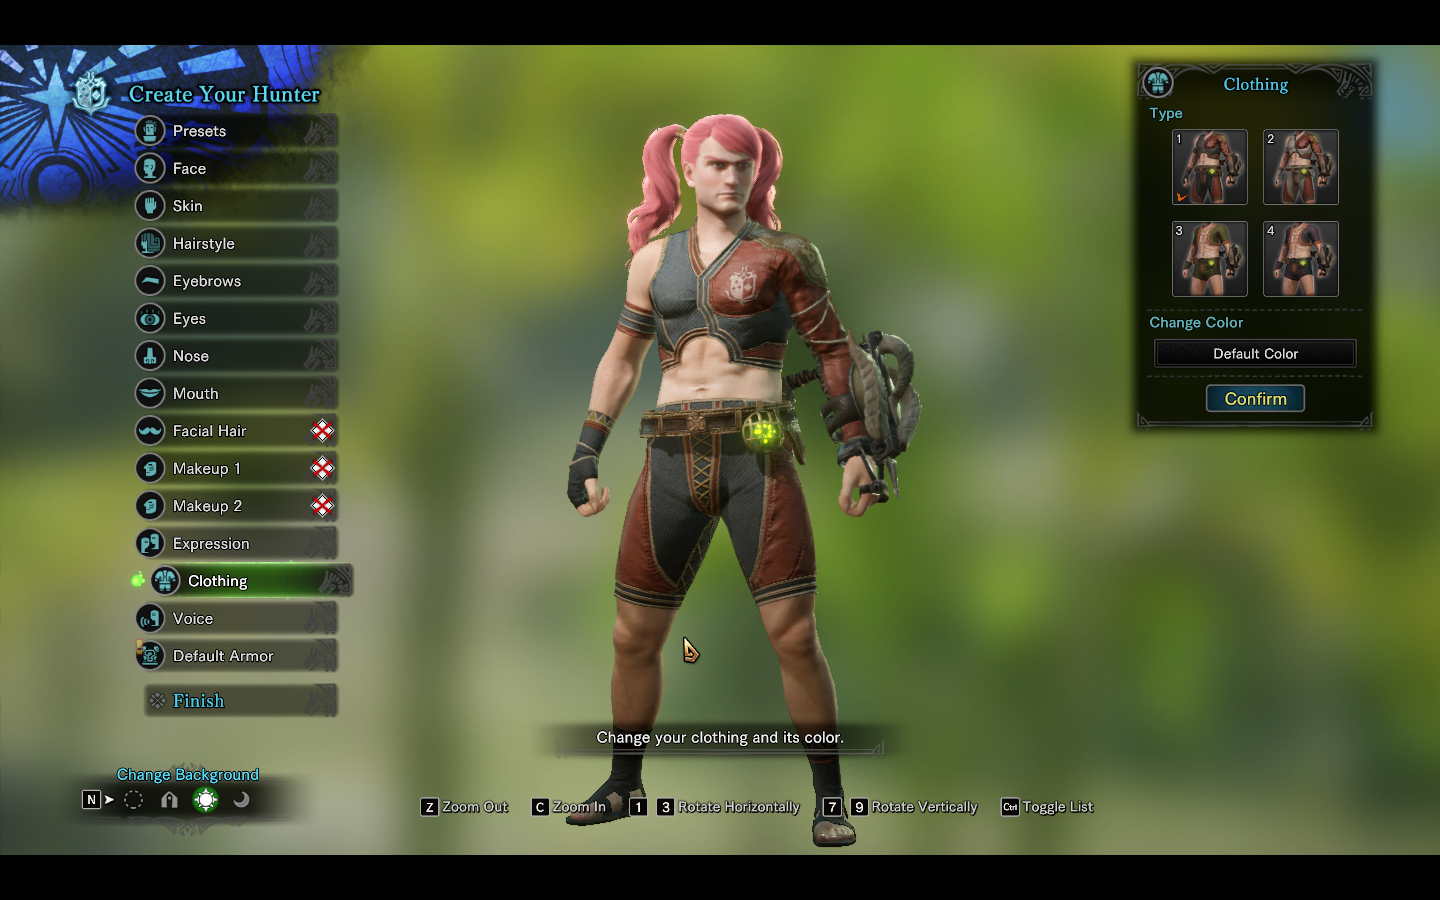 Create Your Hunter
Presets
Face
Skin
Hairstyle
Eyebrows
Eyes
Nose
Mouth
Facial Hair
Makeup 1
Makeup 2
Expression
Clothing
Voice
Default Armor
Finish
Change Background
N
Clothing
Type
1 2
3 4
Change Color
Default Color
Confirm
Change your clothing and its color.
Z Zoom Out C Zoom In 1 3 Rotate Horizontally 7 9 Rotate Vertically Ctrl Toggle List